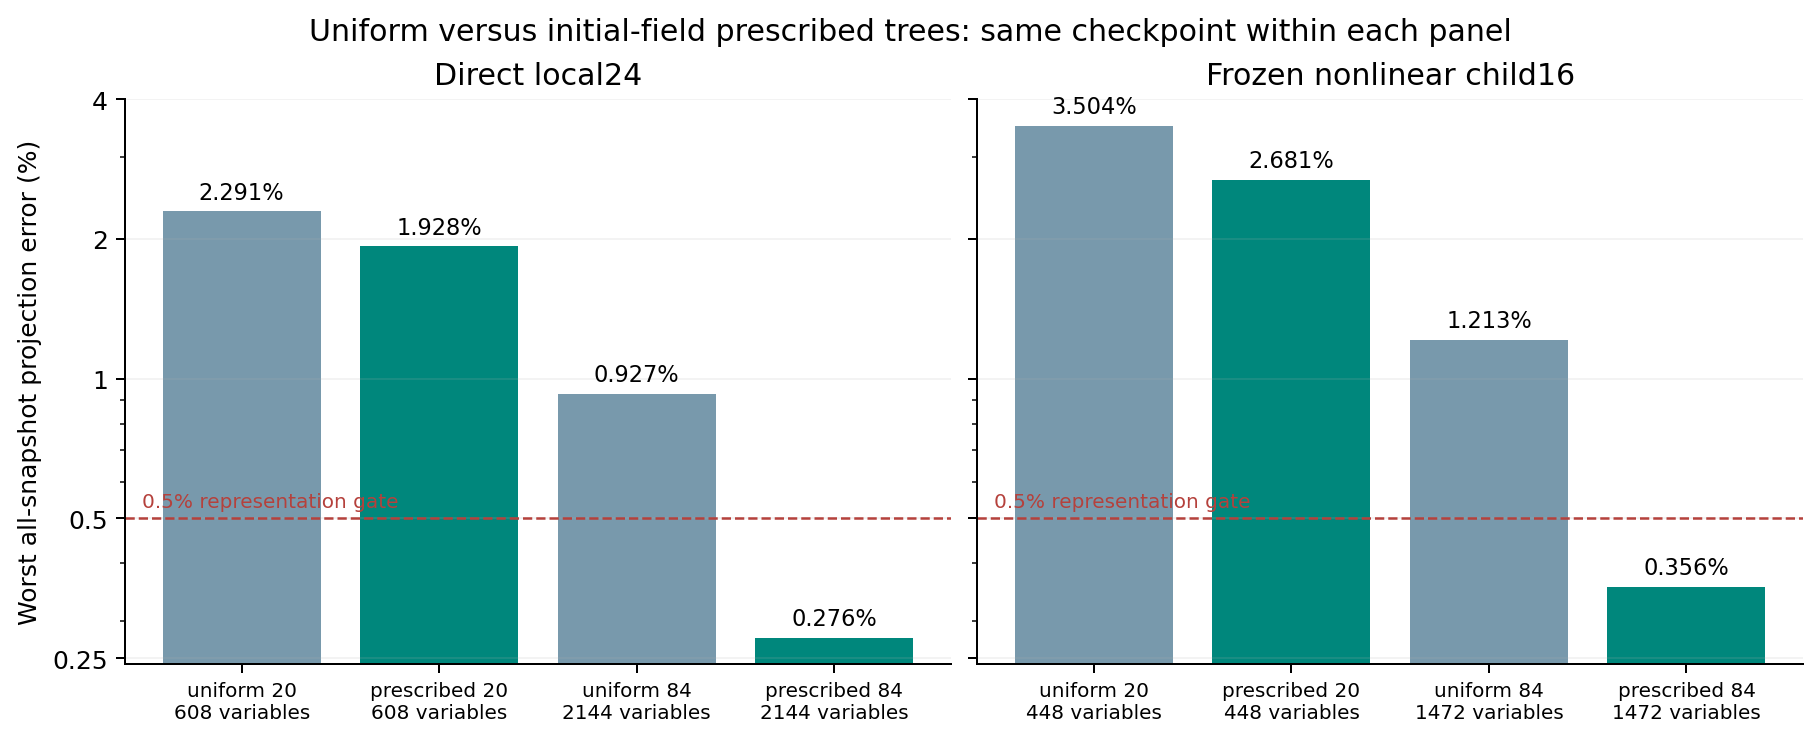 Uniform versus initial-field prescribed trees: same checkpoint within each panel
Direct local24
Worst all-snapshot projection error (%)
4
2
1
0.5
0.25
2.291%
1.928%
0.927%
0.276%
0.5% representation gate
uniform 20
608 variables
prescribed 20
608 variables
uniform 84
2144 variables
prescribed 84
2144 variables
Frozen nonlinear child16
3.504%
2.681%
1.213%
0.356%
0.5% representation gate
uniform 20
448 variables
prescribed 20
448 variables
uniform 84
1472 variables
prescribed 84
1472 variables